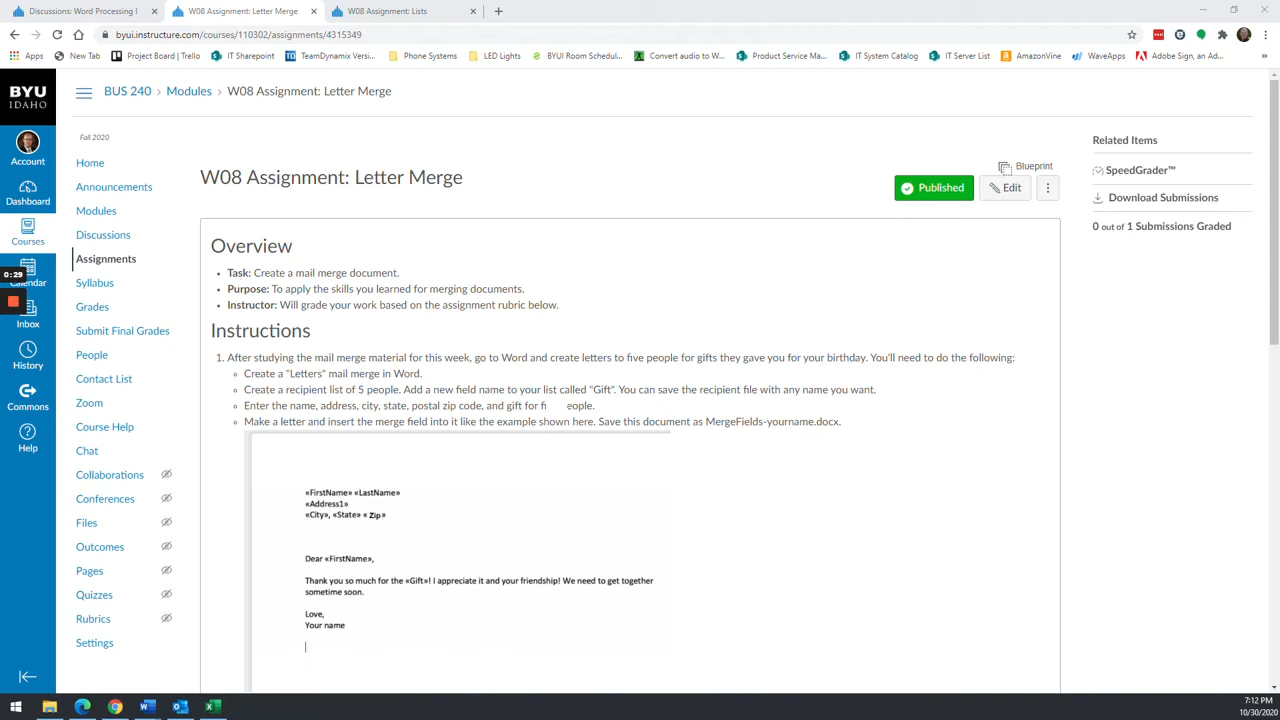 Discussions: Word Processing I
W08 Assignment: Letter Merge
W08 Assignment: Lists
byui.instructure.com/courses/110302/assignments/4315349
Apps
New Tab
Project Board | Trello
IT Sharepoint
TeamDynamix Versi...
Phone Systems
LED Lights
BYUI Room Schedul...
Convert audio to W...
Product Service Ma...
IT System Catalog
IT Server List
AmazonVine
WaveApps
Adobe Sign, an Ad...
»
BYU
IDAHO
Account
Dashboard
Courses
0:29
Calendar
Inbox
History
Commons
Help
BUS 240 > Modules > W08 Assignment: Letter Merge
Fall 2020
Home
Announcements
Modules
Discussions
Assignments
Syllabus
Grades
Submit Final Grades
People
Contact List
Zoom
Course Help
Chat
Collaborations
Conferences
Files
Outcomes
Pages
Quizzes
Rubrics
Settings
W08 Assignment: Letter Merge
Blueprint
Published
Edit
Overview
• Task: Create a mail merge document.
• Purpose: To apply the skills you learned for merging documents.
• Instructor: Will grade your work based on the assignment rubric below.
Instructions
1. After studying the mail merge material for this week, go to Word and create letters to five people for gifts they gave you for your birthday. You'll need to do the following:
Create a "Letters" mail merge in Word.
Create a recipient list of 5 people. Add a new field name to your list called "Gift". You can save the recipient file with any name you want.
Enter the name, address, city, state, postal zip code, and gift for fi eople.
Make a letter and insert the merge field into it like the example shown here. Save this document as MergeFields-yourname.docx.
«FirstName» «LastName»
«Address1»
«City», «State» « Zip»
Dear «FirstName»,
Thank you so much for the «Gift»! I appreciate it and your friendship! We need to get together
sometime soon.
Love,
Your name
Related Items
SpeedGrader™
Download Submissions
0 out of 1 Submissions Graded
7:12 PM
10/30/2020